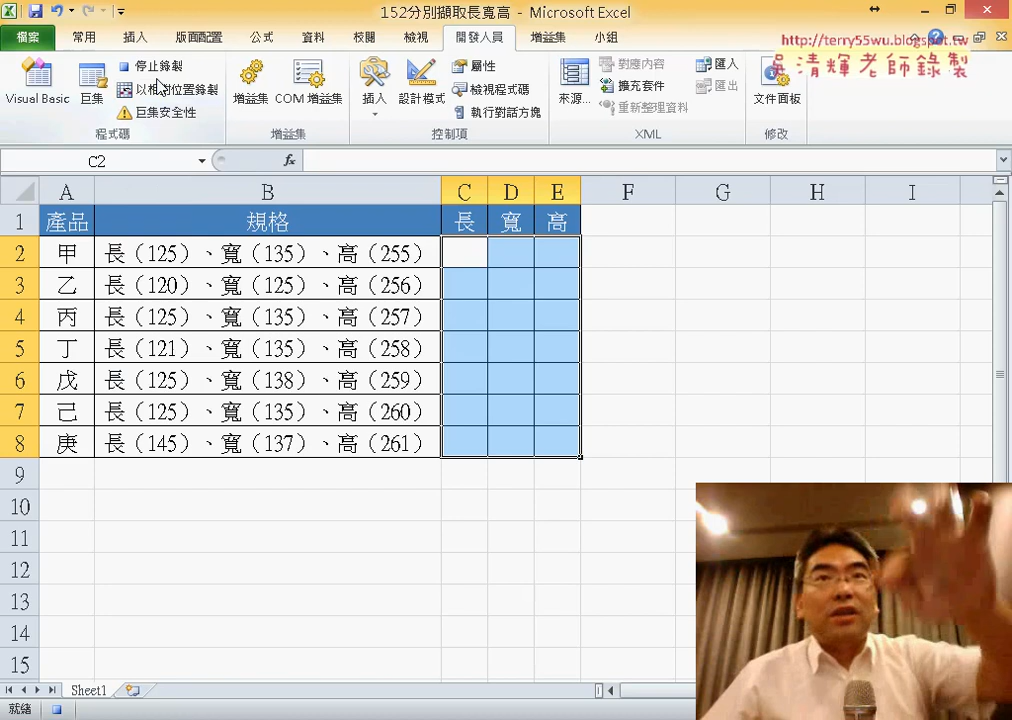 152分別擷取長寬高 - Microsoft Excel
檔案 常用 插入 版面配置 公式 資料 校閱 檢視 開發人員 增益集 小組
http://terry55wu.blogspot.tw
吳清輝老師錄製
Visual Basic 巨集 停止錄製 以相對位置錄製 巨集安全性
增益集 COM 增益集
插入 設計模式 屬性 檢視程式碼 執行對話方塊
來源... 對應內容 擴充套件 重新整理資料 匯入 匯出
文件面板
程式碼 增益集 控制項 XML 修改
C2 fx
A B C D E F G H I
1 產品 規格 長 寬 高
2 甲 長（125）、寬（135）、高（255）
3 乙 長（120）、寬（125）、高（256）
4 丙 長（125）、寬（135）、高（257）
5 丁 長（121）、寬（135）、高（258）
6 戊 長（125）、寬（138）、高（259）
7 己 長（125）、寬（135）、高（260）
8 庚 長（145）、寬（137）、高（261）
9
10
11
12
13
14
15
Sheet1
就緒